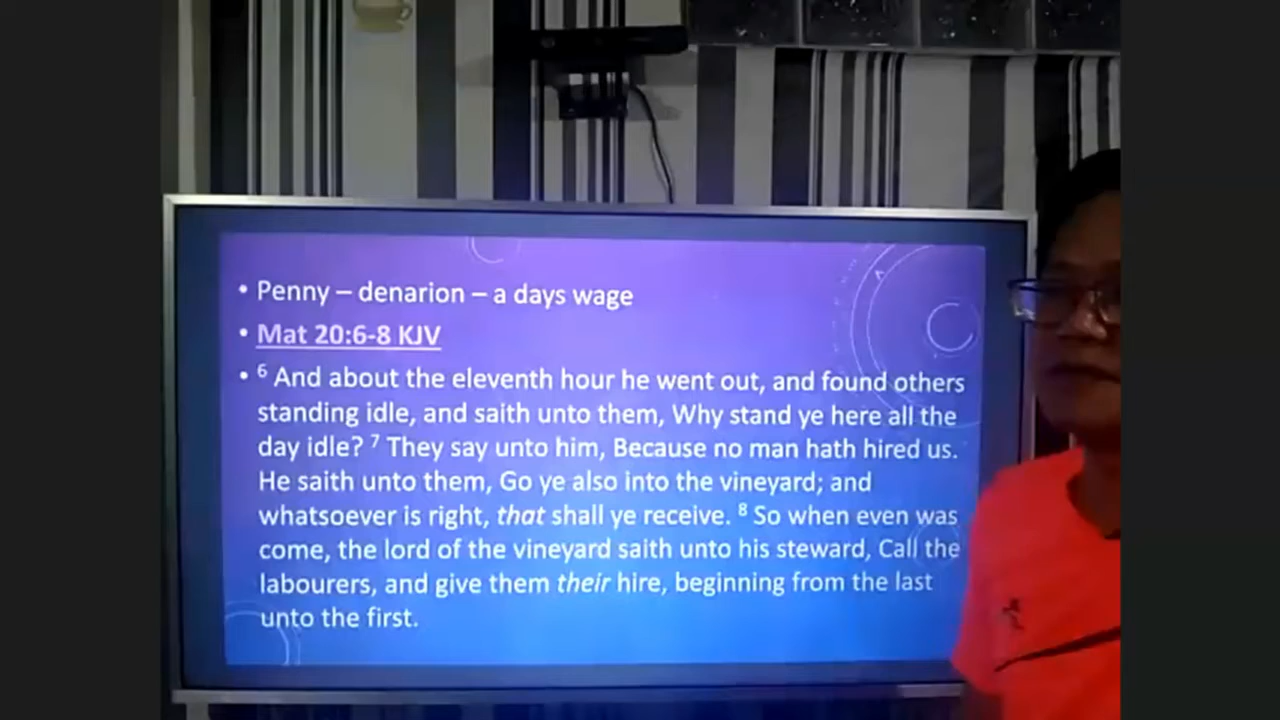 • Penny – denarion – a days wage
• Mat 20:6-8 KJV
• ⁶ And about the eleventh hour he went out, and found others
standing idle, and saith unto them, Why stand ye here all the
day idle? ⁷ They say unto him, Because no man hath hired us.
He saith unto them, Go ye also into the vineyard; and
whatsoever is right, that shall ye receive. ⁸ So when even was
come, the lord of the vineyard saith unto his steward, Call the
labourers, and give them their hire, beginning from the last
unto the first.